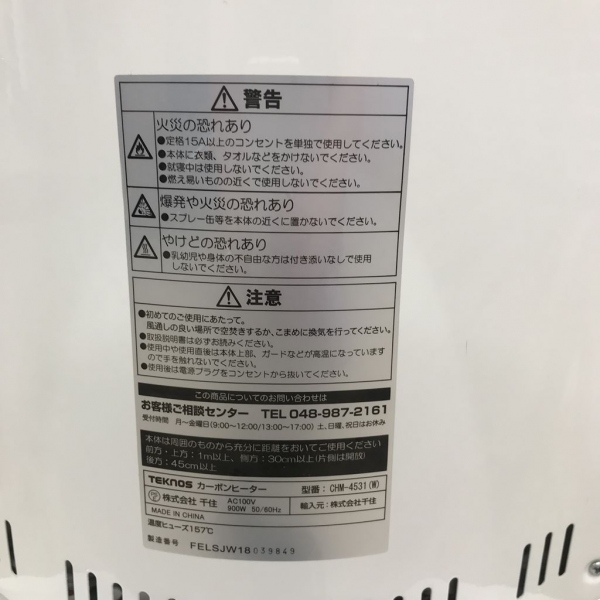 警告
火災の恐れあり
●定格15A以上のコンセントを単独で使用してください。
●本体に衣類、タオルなどをかけないでください。
●就寝中は使用しないでください。
●燃え易いものの近くで使用しないでください。
爆発や火災の恐れあり
●スプレー缶等を本体の近くに置かないでください。
やけどの恐れあり
●乳幼児や身体の不自由な方は付き添いなしで使用
しないでください。
注意
●初めてのご使用にあたって。
風通しの良い場所で空焚きするか、こまめに換気を行ってください。
●取扱説明書は必ずお読みください。
●使用中や使用直後は本体上部、ガードなどが高温になっています
ので手を触れないでください。
●使用後は電源プラグをコンセントから抜いてください。
この商品についてのお問い合わせは
お客様ご相談センター TEL 048-987-2161
受付時間 月〜金曜日(9:00〜12:00/13:00〜17:00) 土、日曜、祝日はお休み
本体は周囲のものから充分に距離をおいてご使用ください
前方・上方:1m以上、側方:30cm以上(片側は開放)
後方:45cm以上
TEKNOS カーボンヒーター 型番: CHM-4531(W)
株式会社 千住 AC100V 900W 50/60Hz 輸入元: 株式会社 千住
MADE IN CHINA
温度ヒューズ157℃
製造番号 FELSJW18039849